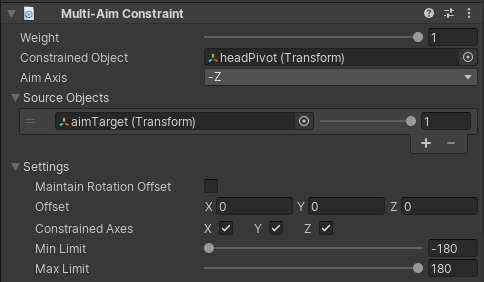 Multi-Aim Constraint
Weight 1
Constrained Object headPivot (Transform)
Aim Axis -Z
Source Objects
aimTarget (Transform) 1
Settings
Maintain Rotation Offset
Offset X 0 Y 0 Z 0
Constrained Axes X Y Z
Min Limit -180
Max Limit 180